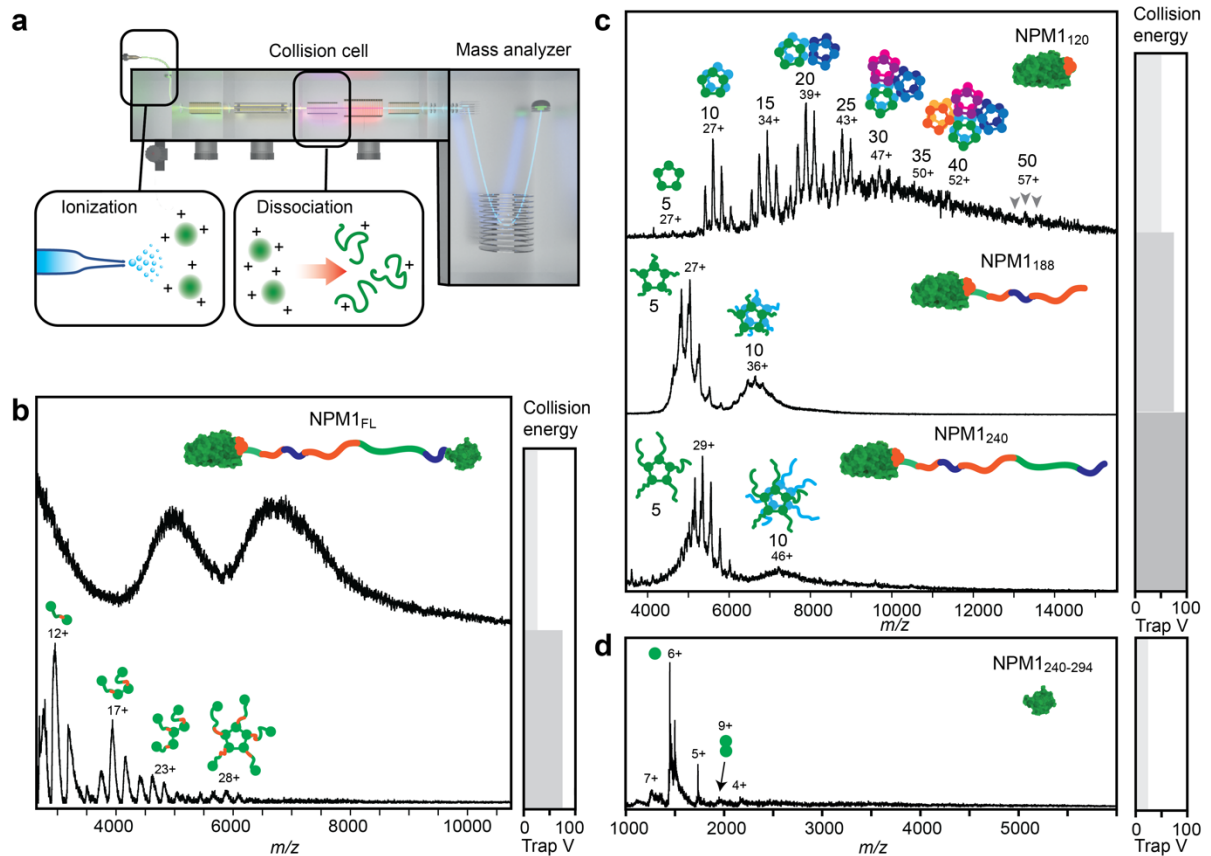 a
Collision cell
Mass analyzer
Ionization
Dissociation
+ + + + + +
+ + + + + + +
b
NPM1FL
Collision
energy
12+
17+
23+
28+
4000 6000 8000 10000
m/z
0 100
Trap V
c
Collision
energy
NPM1120
5
27+
10
27+
15
34+
20
39+
25
43+
30
47+
35
50+
40
52+
50
57+
NPM1188
5
27+
10
36+
NPM1240
5
29+
10
46+
4000 6000 8000 10000 12000 14000
m/z
0 100
Trap V
d
NPM1240-294
7+
6+
5+
9+
4+
1000 2000 3000 4000 5000
m/z
0 100
Trap V